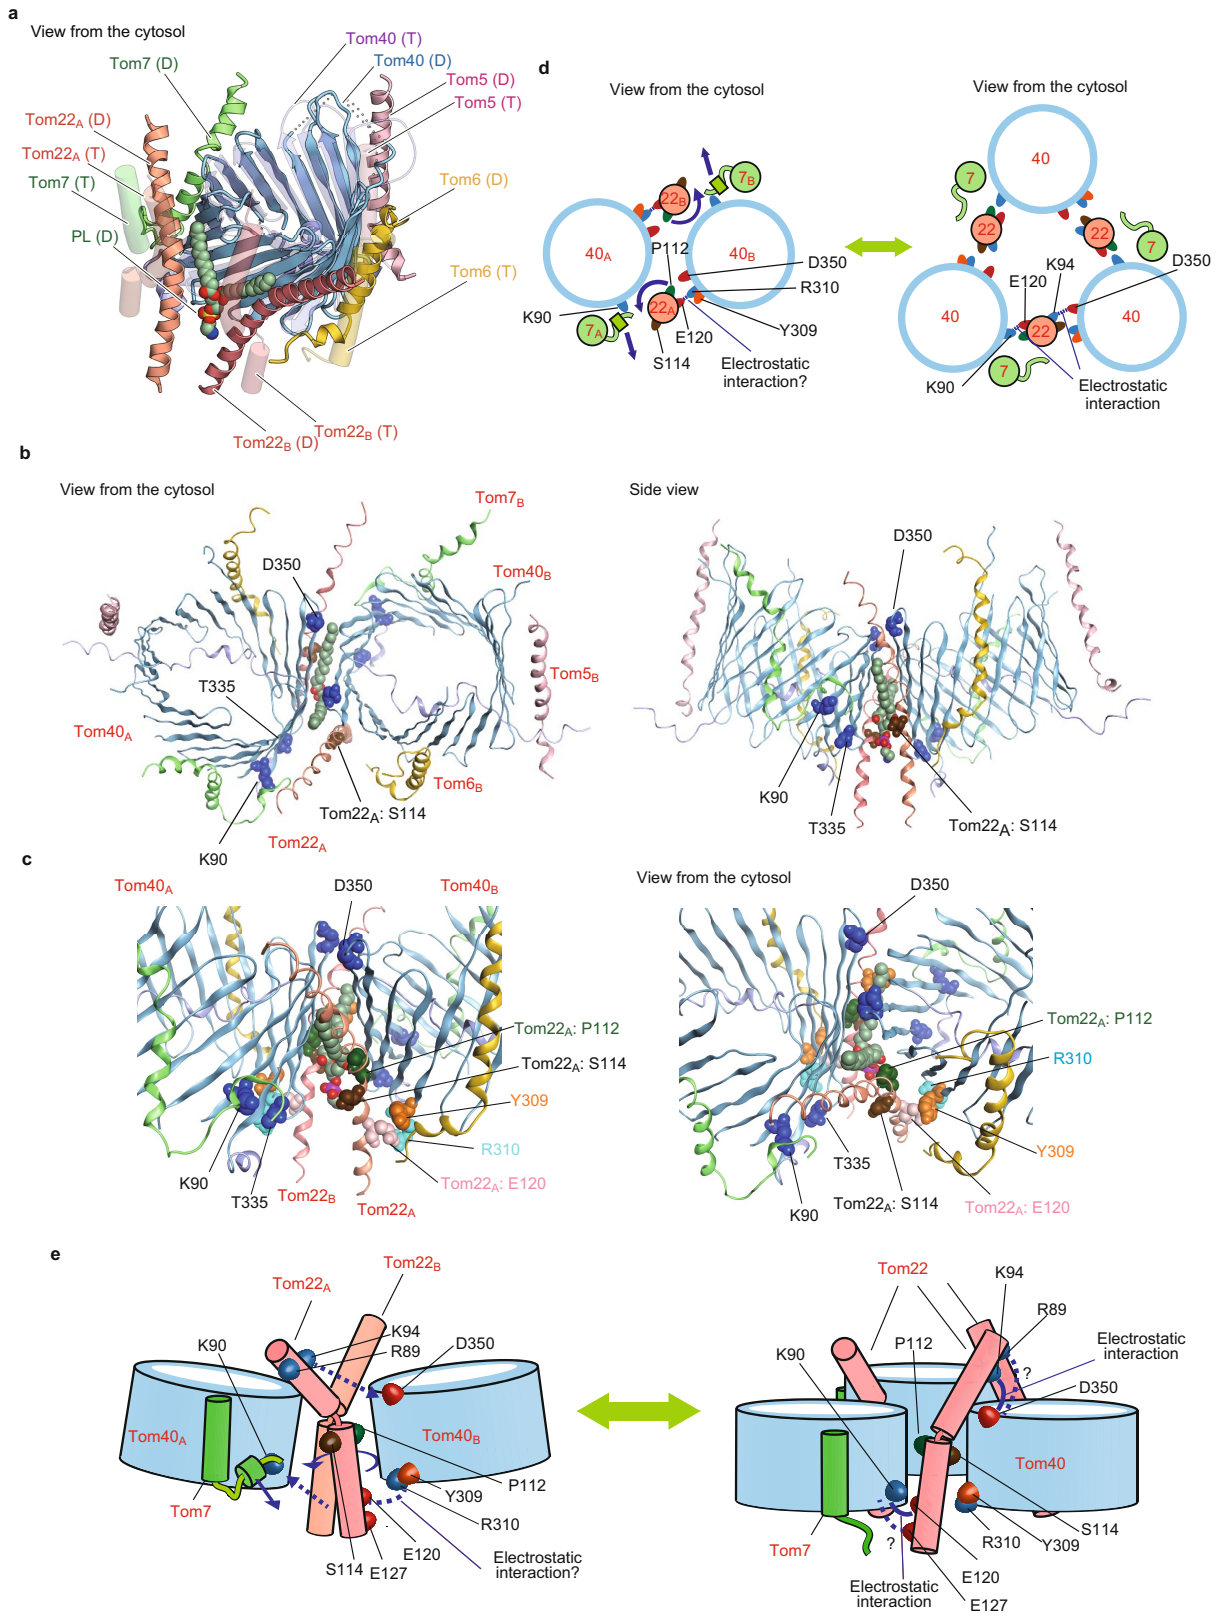 a
View from the cytosol
Tom7 (D)
Tom40 (T)
Tom40 (D)
Tom5 (D)
Tom5 (T)
Tom22A (D)
Tom22A (T)
Tom7 (T)
PL (D)
Tom6 (D)
Tom6 (T)
Tom22B (D)
Tom22B (T)
d
View from the cytosol
7B
22B
P112
40A
40B
D350
R310
K90
22A
7A
E120
Y309
S114
Electrostatic
interaction?
View from the cytosol
40
7
22
22
7
K94
D350
E120
40
22
40
7
K90
Electrostatic
interaction
b
View from the cytosol
Tom7B
D350
Tom40B
T335
Tom5B
Tom40A
Tom6B
Tom22A: S114
Tom22A
K90
Side view
D350
K90
T335
Tom22A: S114
c
Tom40A
D350
Tom40B
Tom22A: P112
Tom22A: S114
Y309
R310
K90
T335
Tom22B
Tom22A
Tom22A: E120
View from the cytosol
D350
Tom22A: P112
R310
Y309
T335
Tom22A: S114
K90
Tom22A: E120
e
Tom22B
Tom22A
K94
K90
R89
D350
Tom40A
Tom40B
P112
Tom7
Y309
R310
E120
S114
E127
Electrostatic
interaction?
Tom22
K94
R89
P112
K90
Electrostatic
interaction
?
D350
Tom40
S114
Tom7
?
R310
Y309
E120
Electrostatic
interaction
E127